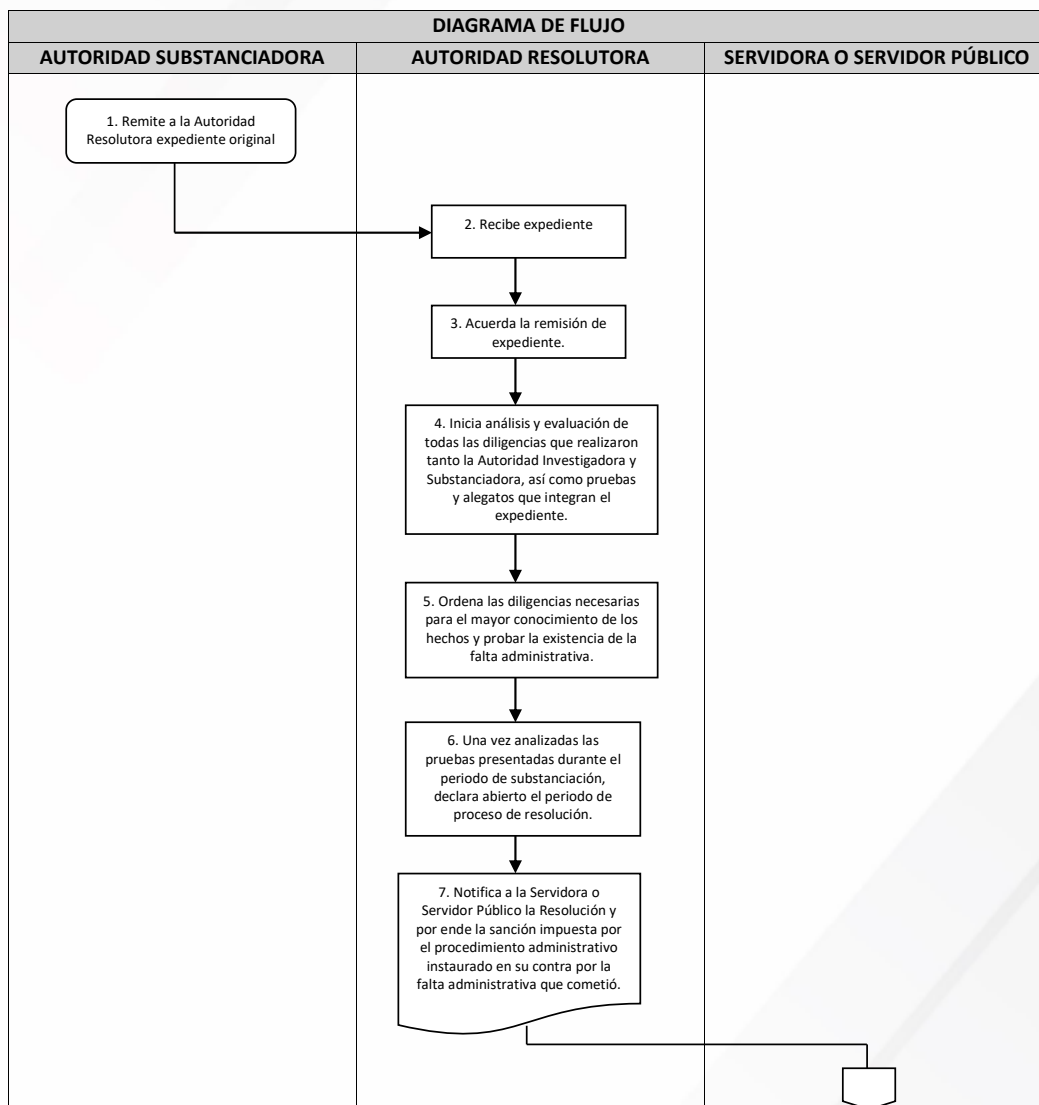 DIAGRAMA DE FLUJO
AUTORIDAD SUBSTANCIADORA
AUTORIDAD RESOLUTORA
SERVIDORA O SERVIDOR PÚBLICO
1. Remite a la Autoridad
Resolutora expediente original
2. Recibe expediente
3. Acuerda la remisión de
expediente.
4. Inicia análisis y evaluación de
todas las diligencias que realizaron
tanto la Autoridad Investigadora y
Substanciadora, así como pruebas
y alegatos que integran el
expediente.
5. Ordena las diligencias necesarias
para el mayor conocimiento de los
hechos y probar la existencia de la
falta administrativa.
6. Una vez analizadas las
pruebas presentadas durante el
periodo de substanciación,
declara abierto el periodo de
proceso de resolución.
7. Notifica a la Servidora o
Servidor Público la Resolución y
por ende la sanción impuesta por
el procedimiento administrativo
instaurado en su contra por la
falta administrativa que cometió.